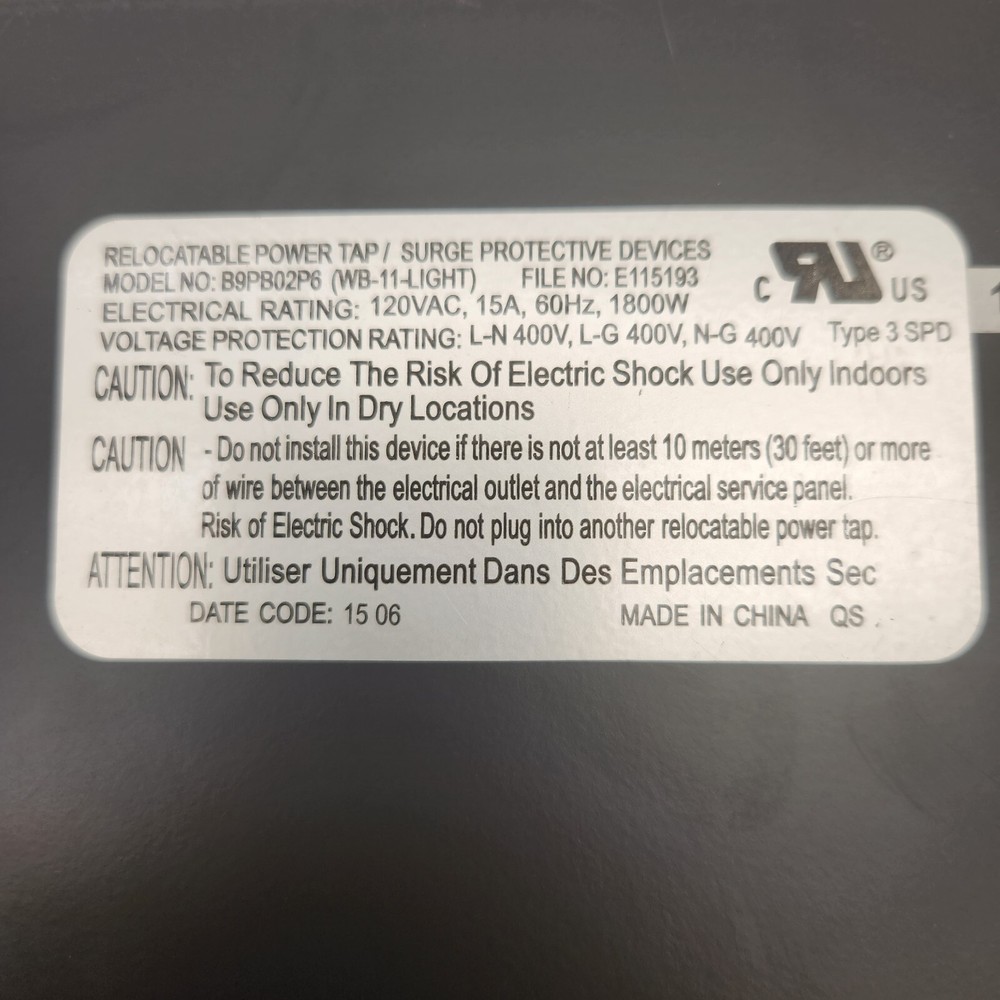 RELOCATABLE POWER TAP / SURGE PROTECTIVE DEVICES
MODEL NO: B9PB02P6 (WB-11-LIGHT) FILE NO: E115193
C RU ® US
ELECTRICAL RATING: 120VAC, 15A, 60Hz, 1800W
VOLTAGE PROTECTION RATING: L-N 400V, L-G 400V, N-G 400V Type 3 SPD
CAUTION: To Reduce The Risk Of Electric Shock Use Only Indoors
Use Only In Dry Locations
CAUTION - Do not install this device if there is not at least 10 meters (30 feet) or more
of wire between the electrical outlet and the electrical service panel.
Risk of Electric Shock. Do not plug into another relocatable power tap.
ATTENTION: Utiliser Uniquement Dans Des Emplacements Sec
DATE CODE: 15 06 MADE IN CHINA QS